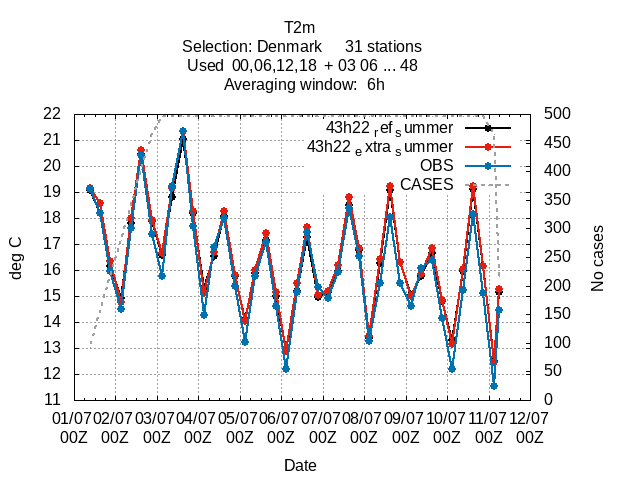 T2m
Selection: Denmark 31 stations
Used 00,06,12,18 + 03 06 ... 48
Averaging window: 6h
22 500
21 450
20 400
19 350
18 300
17 250
16 200
15 150
14 100
13 50
12 0
11
deg C
No cases
43h22 ref summer
43h22 extra summer
OBS
CASES
01/07 02/07 03/07 04/07 05/07 06/07 07/07 08/07 09/07 10/07 11/07 12/07
00Z 00Z 00Z 00Z 00Z 00Z 00Z 00Z 00Z 00Z 00Z 00Z
Date